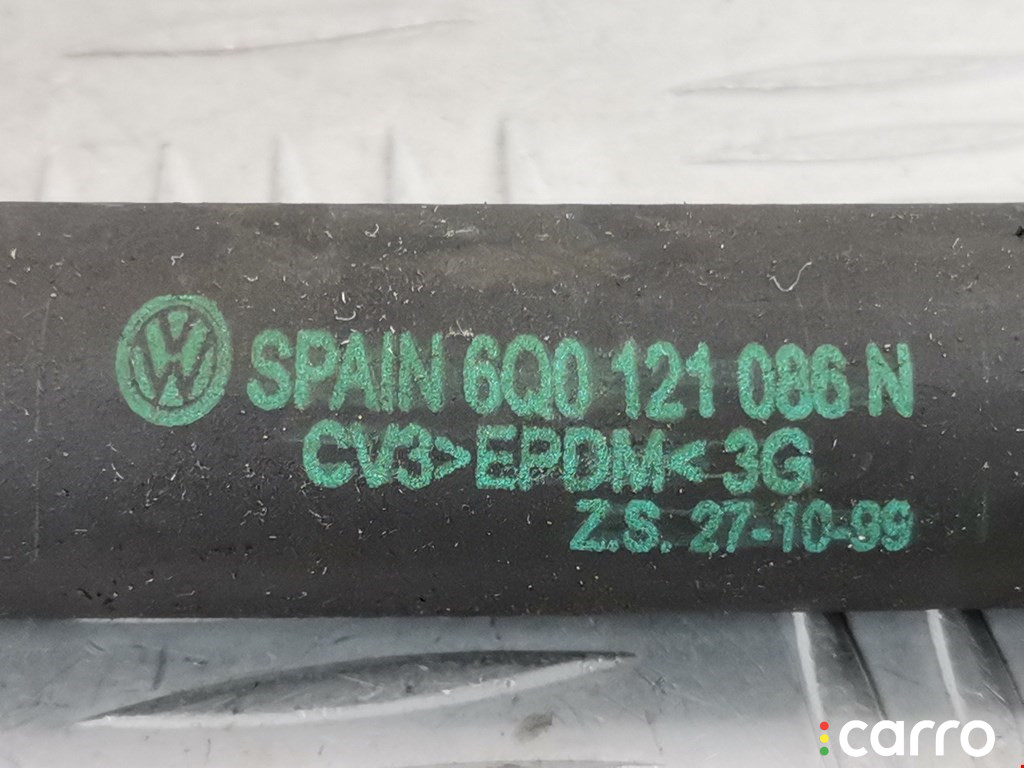 SPAIN 6Q0 121 086 N
CV3>EPDM< 3G
Z.S. 27-10-99
carro